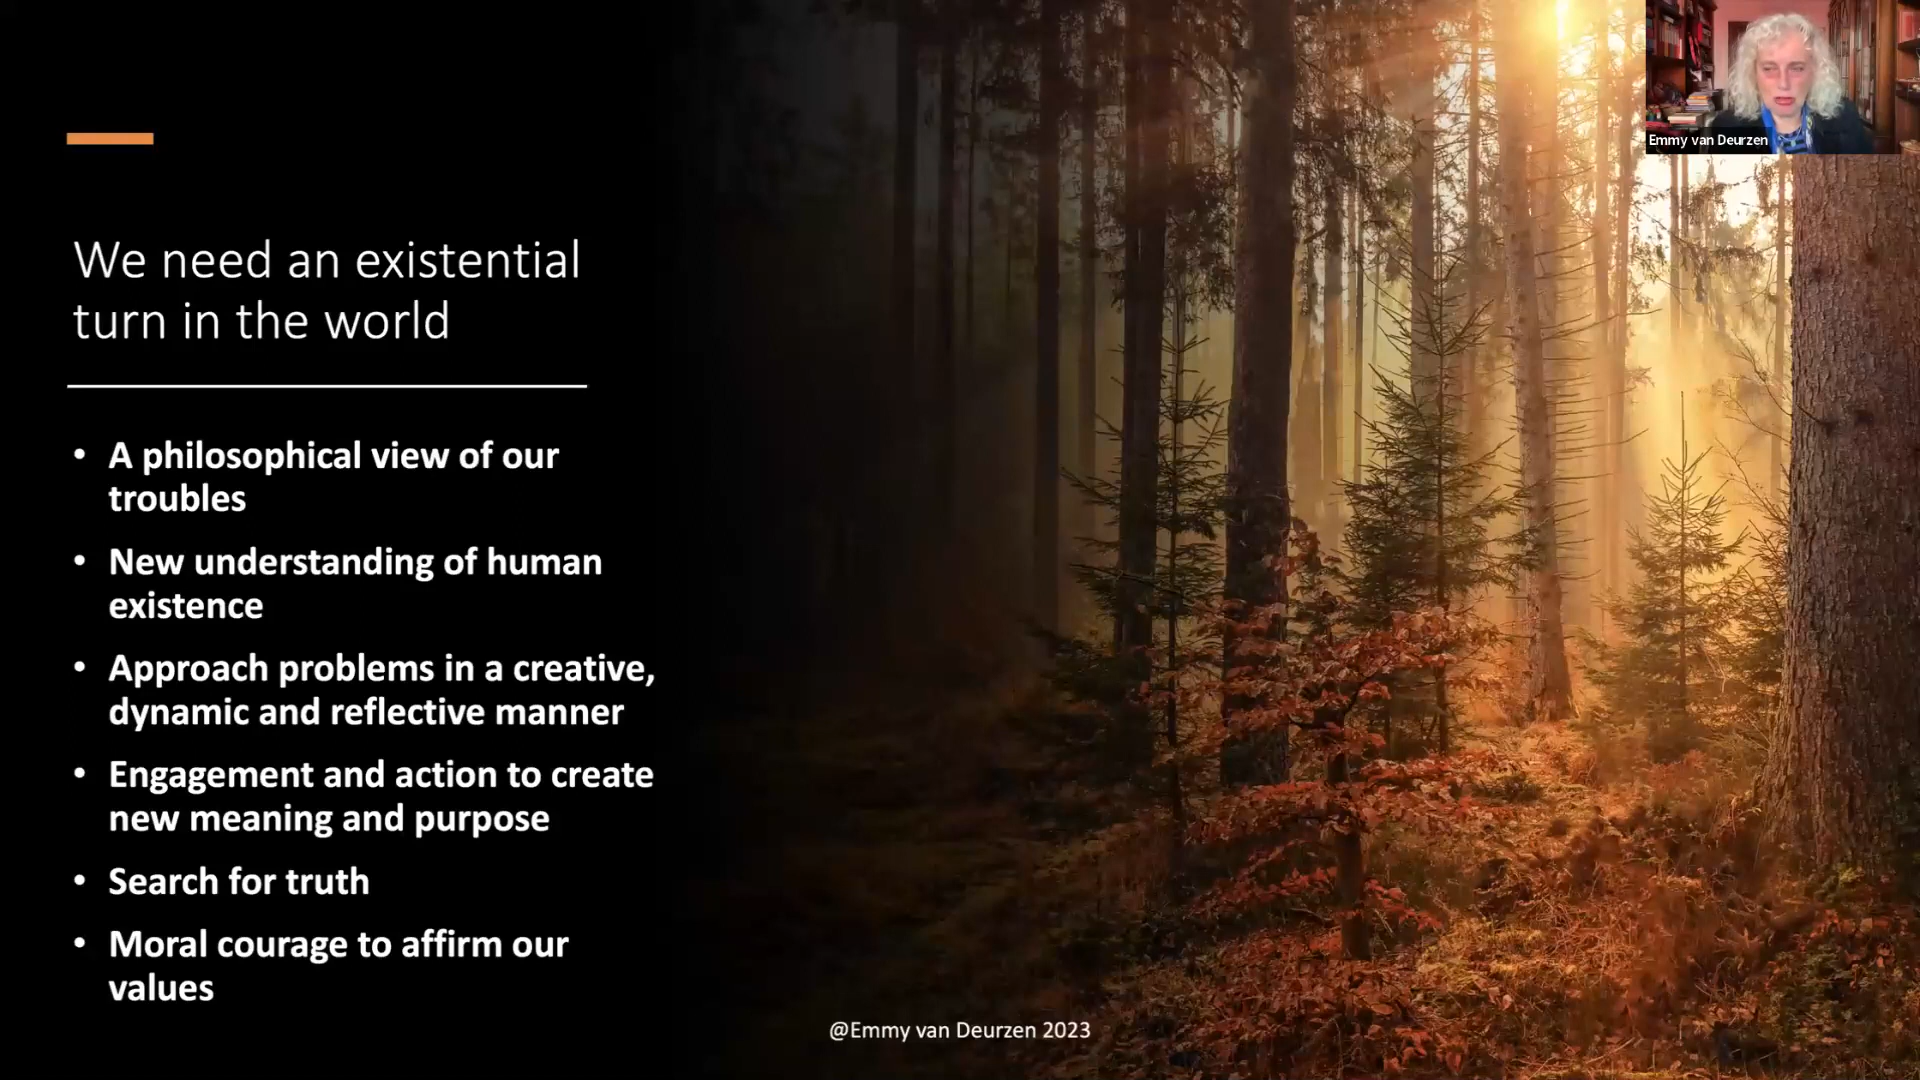 Emmy van Deurzen
We need an existential
turn in the world
• A philosophical view of our
troubles
• New understanding of human
existence
• Approach problems in a creative,
dynamic and reflective manner
• Engagement and action to create
new meaning and purpose
• Search for truth
• Moral courage to affirm our
values
@Emmy van Deurzen 2023